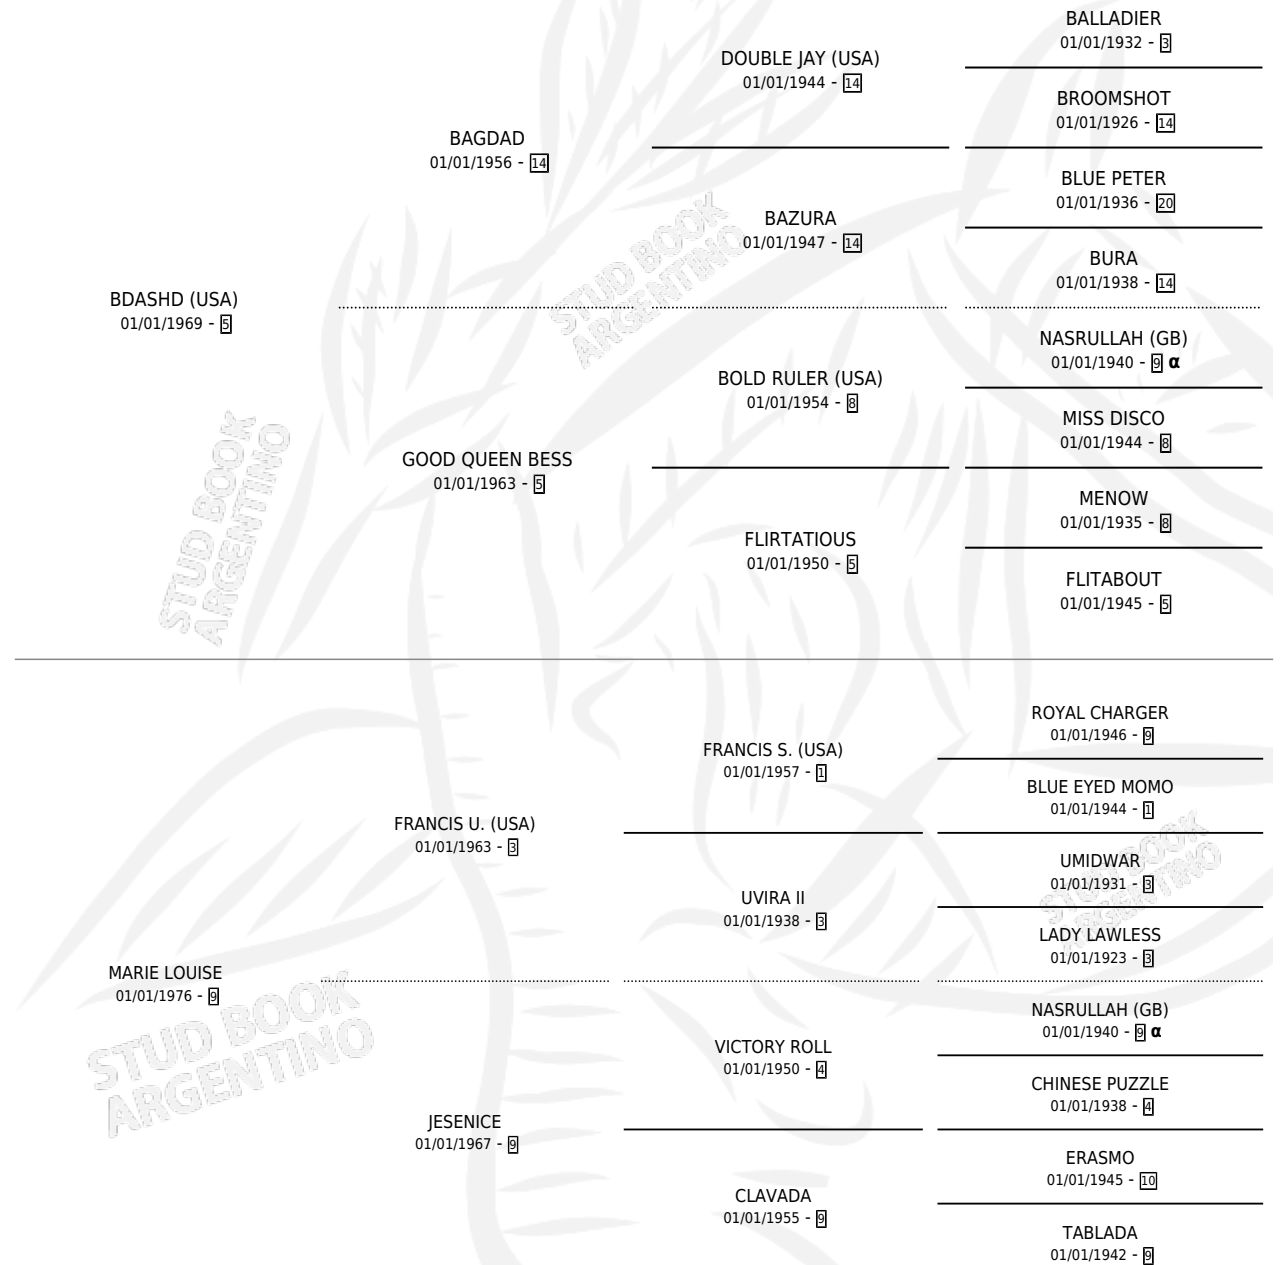 BALLADIER
01/01/1932 - 3
DOUBLE JAY (USA)
01/01/1944 - 14
BROOMSHOT
01/01/1926 - 14
BAGDAD
01/01/1956 - 14
BLUE PETER
01/01/1936 - 20
BAZURA
01/01/1947 - 14
BURA
01/01/1938 - 14
BDASHD (USA)
01/01/1969 - 5
NASRULLAH (GB)
01/01/1940 - 9 α
BOLD RULER (USA)
01/01/1954 - 8
MISS DISCO
01/01/1944 - 8
GOOD QUEEN BESS
01/01/1963 - 5
MENOW
01/01/1935 - 8
FLIRTATIOUS
01/01/1950 - 5
FLITABOUT
01/01/1945 - 5
STUD BOOK
ARGENTINO
STUD BOOK
ARGENTINO
ROYAL CHARGER
01/01/1946 - 9
FRANCIS S. (USA)
01/01/1957 - 1
BLUE EYED MOMO
01/01/1944 - 1
FRANCIS U. (USA)
01/01/1963 - 3
UMIDWAR
01/01/1931 - 3
UVIRA II
01/01/1938 - 3
LADY LAWLESS
01/01/1923 - 3
MARIE LOUISE
01/01/1976 - 9
NASRULLAH (GB)
01/01/1940 - 9 α
VICTORY ROLL
01/01/1950 - 4
CHINESE PUZZLE
01/01/1938 - 4
JESENICE
01/01/1967 - 9
ERASMO
01/01/1945 - 10
CLAVADA
01/01/1955 - 9
TABLADA
01/01/1942 - 9
STUD BOOK
ARGENTINO
STUD BOOK
ARGENTINO